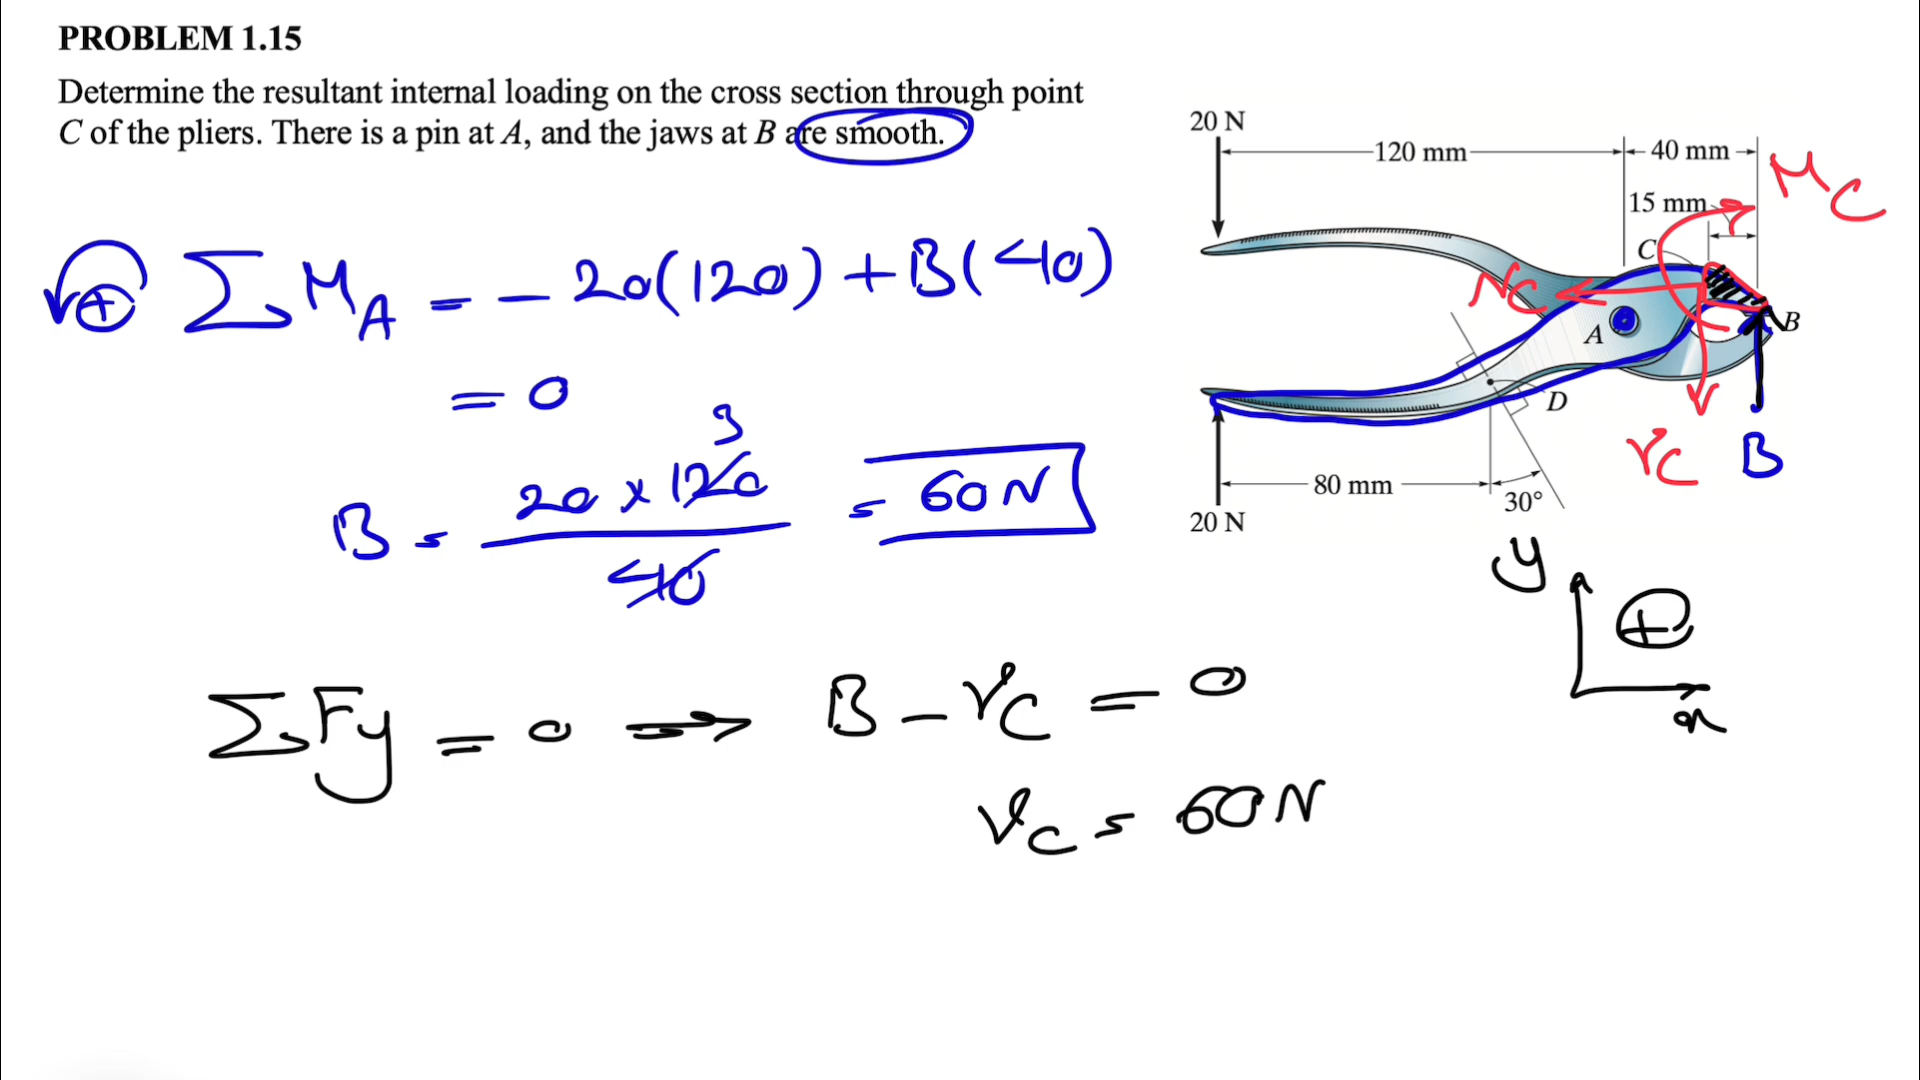 PROBLEM 1.15
Determine the resultant internal loading on the cross section through point
C of the pliers. There is a pin at A, and the jaws at B are smooth.
20 N
120 mm
40 mm
15 mm
M_C
C
N_C
A
B
D
V_C
B
80 mm
30°
20 N
⊕ ΣM_A = - 20(120) + B(40)
= 0
3
B = 20 x 120 / 40 = 60 N
y
⊕
x
ΣFy = 0 ⇒ B - V_C = 0
V_C = 60 N